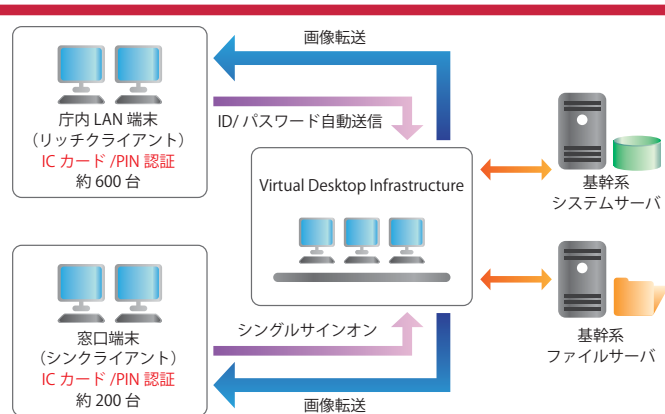 画像転送
庁内 LAN 端末
（リッチクライアント）
IC カード /PIN 認証
約 600 台
ID/ パスワード自動送信
Virtual Desktop Infrastructure
基幹系
システムサーバ
窓口端末
（シンクライアント）
IC カード /PIN 認証
約 200 台
シングルサインオン
画像転送
基幹系
ファイルサーバ